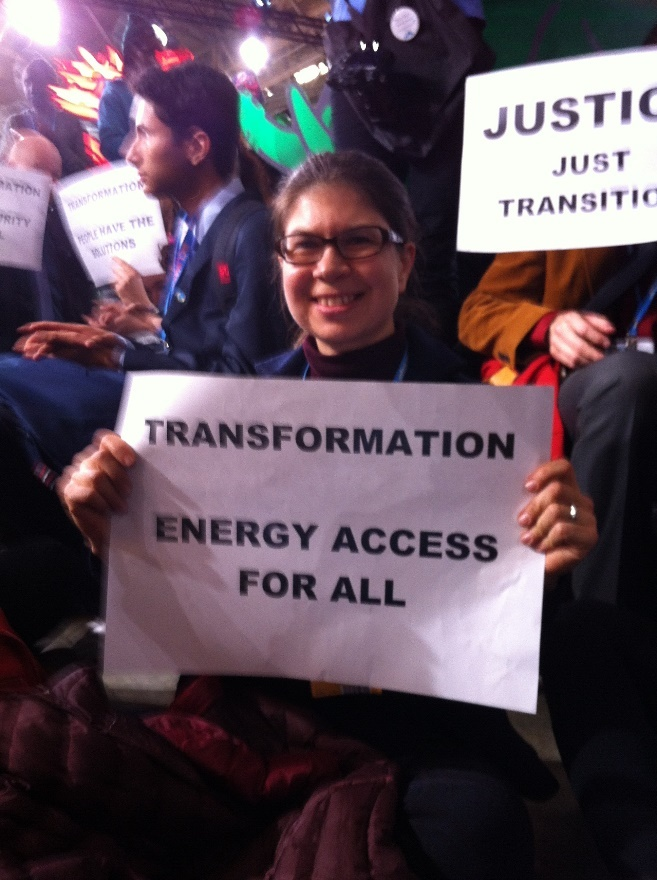 TRANSFORMATION
ENERGY ACCESS
FOR ALL
JUSTIC
JUST
TRANSITIO
TRANSFORMATION
PEOPLE HAVE THE
SOLUTIONS